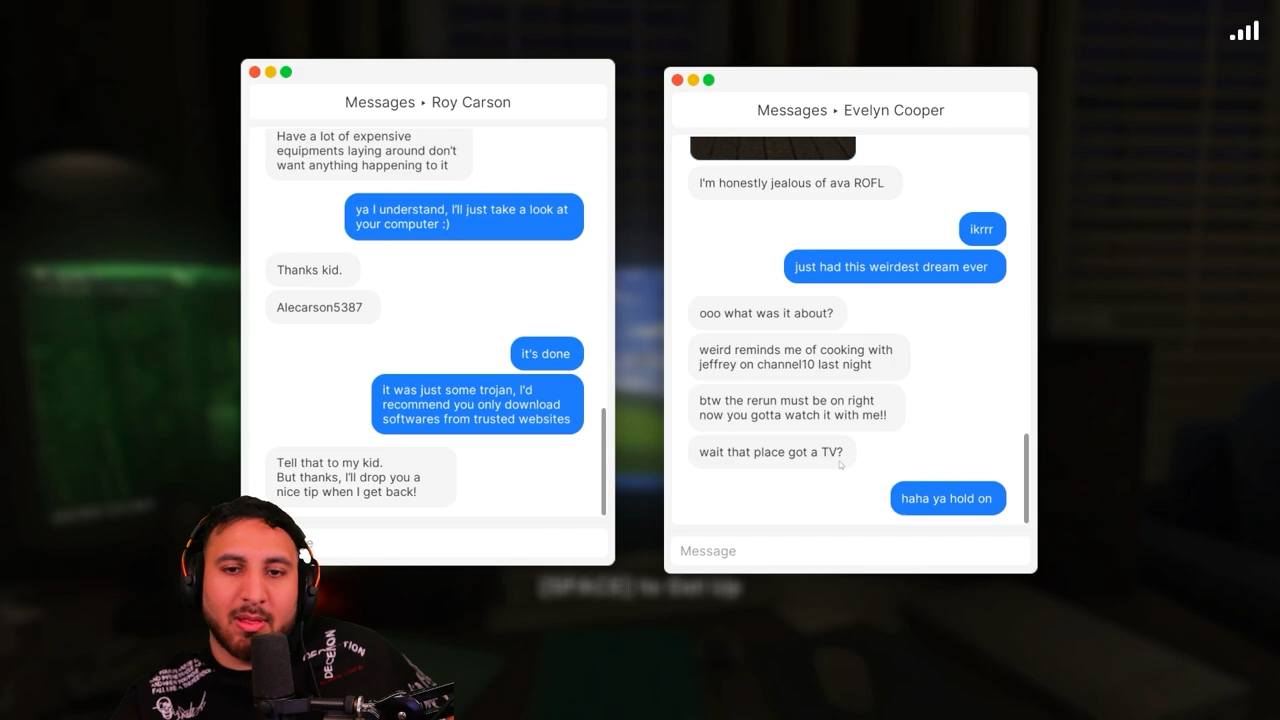 Messages ‣ Roy Carson
Have a lot of expensive
equipments laying around don't
want anything happening to it
ya I understand, I'll just take a look at
your computer :)
Thanks kid.
Alecarson5387
it's done
it was just some trojan, I'd
recommend you only download
softwares from trusted websites
Tell that to my kid.
But thanks, I'll drop you a
nice tip when I get back!
Messages ‣ Evelyn Cooper
I'm honestly jealous of ava ROFL
ikrrr
just had this weirdest dream ever
ooo what was it about?
weird reminds me of cooking with
jeffrey on channel10 last night
btw the rerun must be on right
now you gotta watch it with me!!
wait that place got a TV?
haha ya hold on
Message
[SPACE] to Get Up
DECEMON